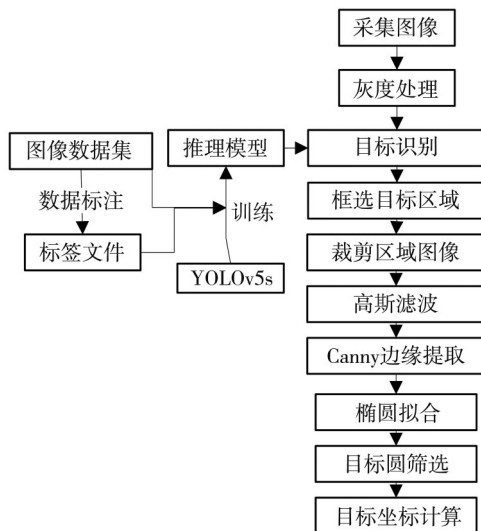 采集图像
灰度处理
图像数据集
推理模型
目标识别
数据标注
训练
框选目标区域
标签文件
裁剪区域图像
YOLOv5s
高斯滤波
Canny边缘提取
椭圆拟合
目标圆筛选
目标坐标计算